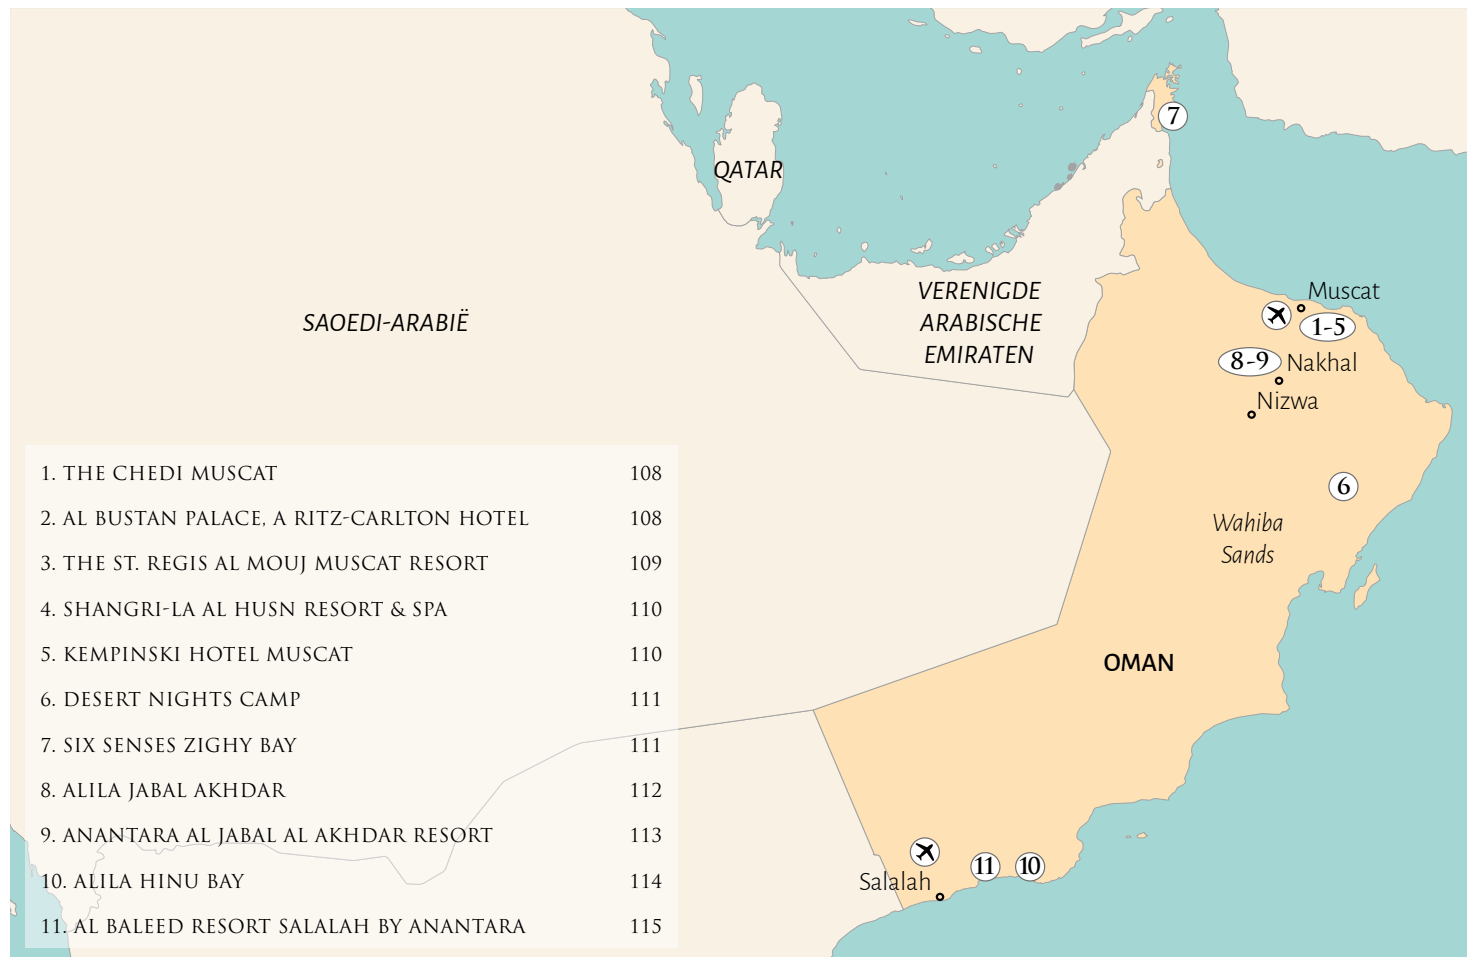 7
QATAR
VERENIGDE
ARABISCHE
EMIRATEN
SAOEDI-ARABIË
Muscat
1-5
8-9 Nakhal
Nizwa
6
Wahiba
Sands
OMAN
11
10
Salalah
1. THE CHEDI MUSCAT 108
2. AL BUSTAN PALACE, A RITZ-CARLTON HOTEL 108
3. THE ST. REGIS AL MOUJ MUSCAT RESORT 109
4. SHANGRI-LA AL HUSN RESORT & SPA 110
5. KEMPINSKI HOTEL MUSCAT 110
6. DESERT NIGHTS CAMP 111
7. SIX SENSES ZIGHY BAY 111
8. ALILA JABAL AKHDAR 112
9. ANANTARA AL JABAL AL AKHDAR RESORT 113
10. ALILA HINU BAY 114
11. AL BALEED RESORT SALALAH BY ANANTARA 115